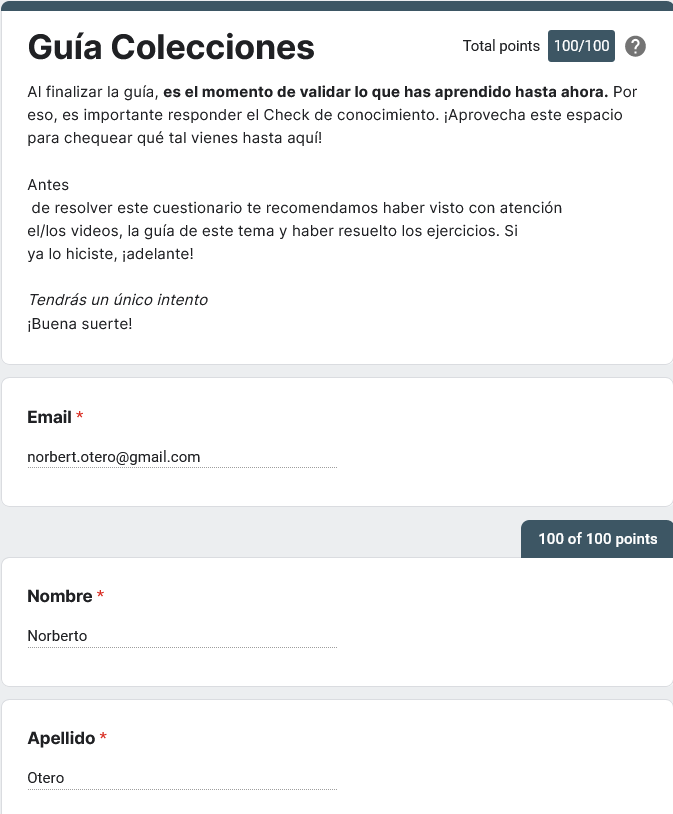 Guía Colecciones
Total points 100/100 ?
Al finalizar la guía, es el momento de validar lo que has aprendido hasta ahora. Por
eso, es importante responder el Check de conocimiento. ¡Aprovecha este espacio
para chequear qué tal vienes hasta aquí!
Antes
de resolver este cuestionario te recomendamos haber visto con atención
el/los videos, la guía de este tema y haber resuelto los ejercicios. Si
ya lo hiciste, ¡adelante!
Tendrás un único intento
¡Buena suerte!
Email *
norbert.otero@gmail.com
100 of 100 points
Nombre *
Norberto
Apellido *
Otero